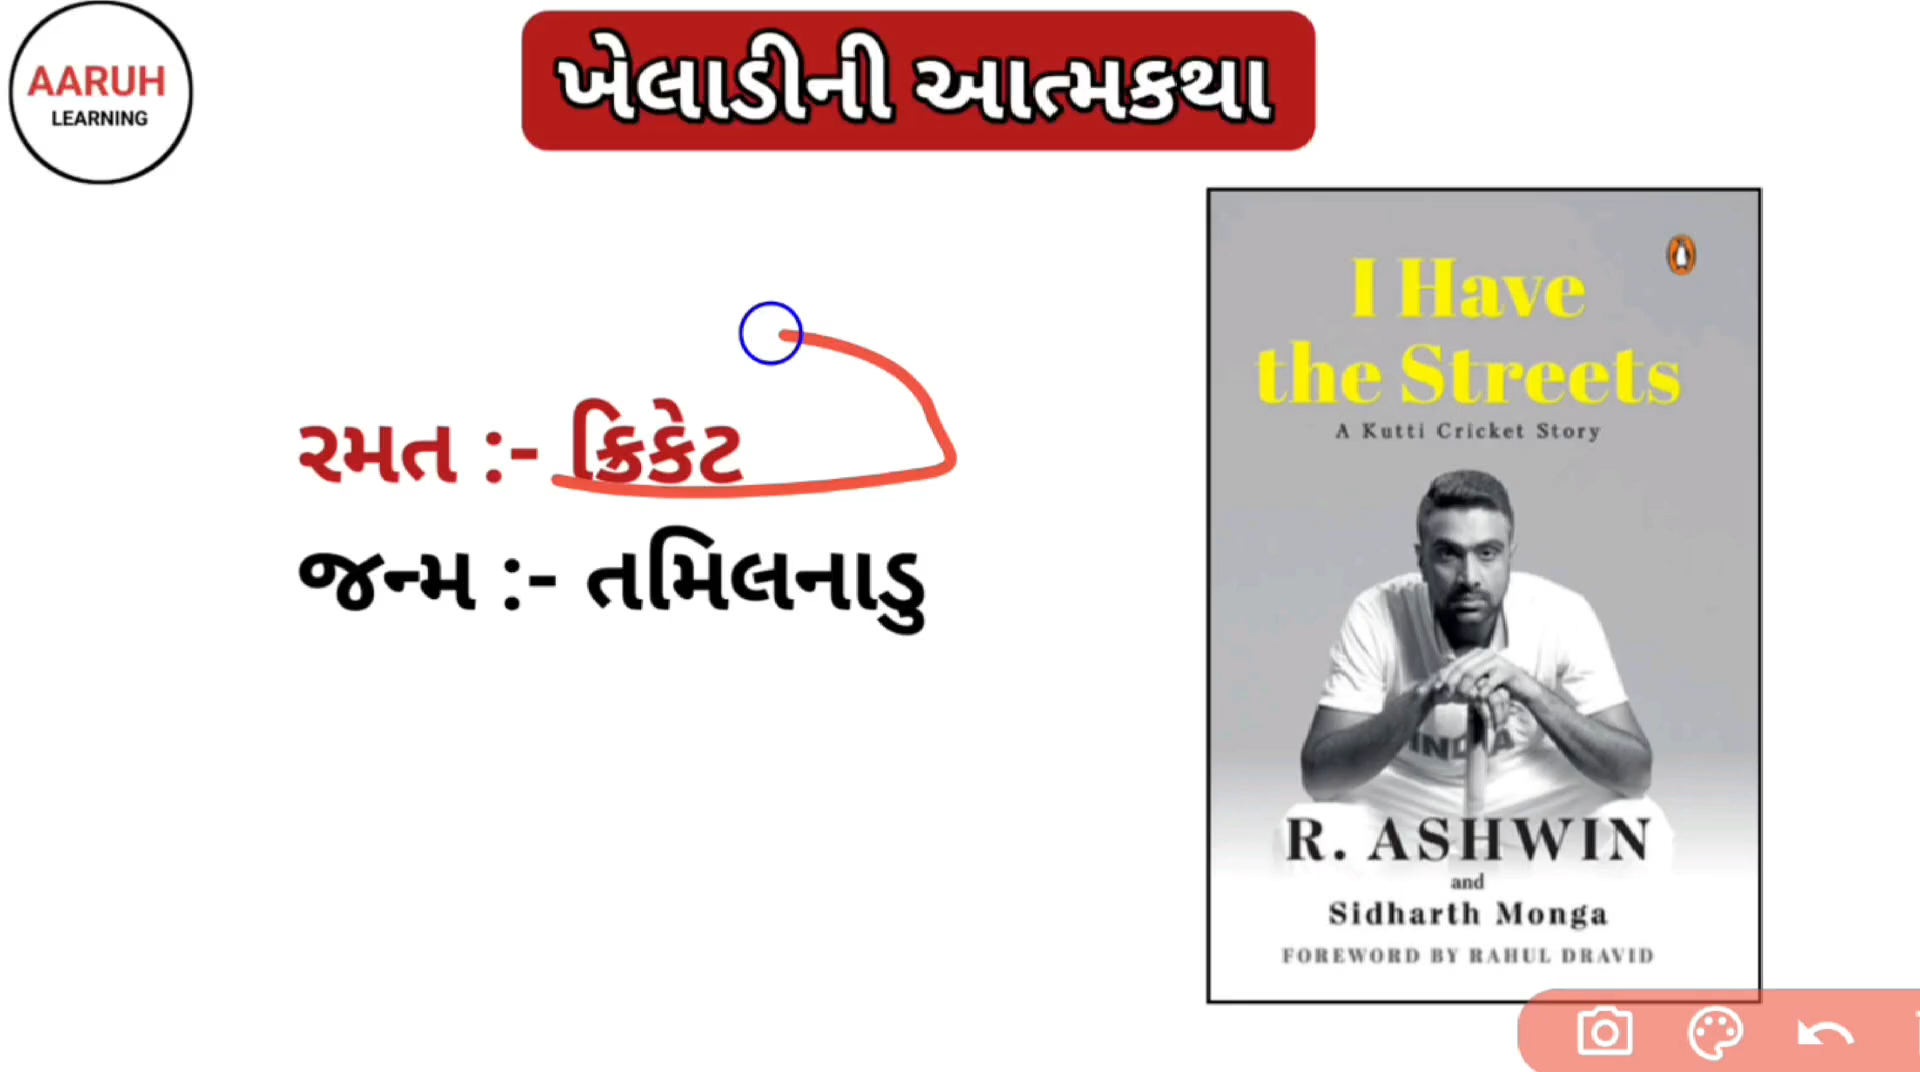 AARUH
LEARNING
ખેલાડીની આત્મકથા
રમત :- ક્રિકેટ
જન્મ :- તમિલનાડુ
I Have
the Streets
A Kutti Cricket Story
INDIA
R. ASHWIN
and
Sidharth Monga
FOREWORD BY RAHUL DRAVID